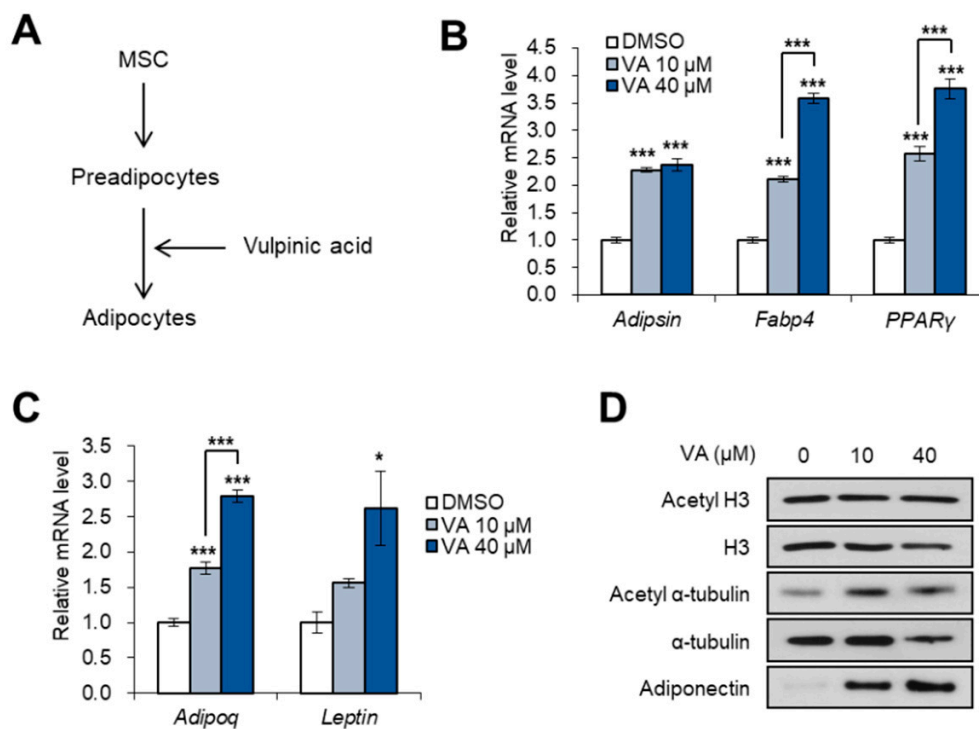 A
MSC
Preadipocytes
Vulpinic acid
Adipocytes
B
Relative mRNA level
4.5
4.0
3.5
3.0
2.5
2.0
1.5
1.0
0.5
0.0
DMSO
VA 10 µM
VA 40 µM
*** ***
***
***
***
***
***
***
Adipsin Fabp4 PPARγ
C
Relative mRNA level
3.5
3.0
2.5
2.0
1.5
1.0
0.5
0.0
***
***
***
*
DMSO
VA 10 µM
VA 40 µM
Adipoq Leptin
D
VA (µM) 0 10 40
Acetyl H3
H3
Acetyl α-tubulin
α-tubulin
Adiponectin